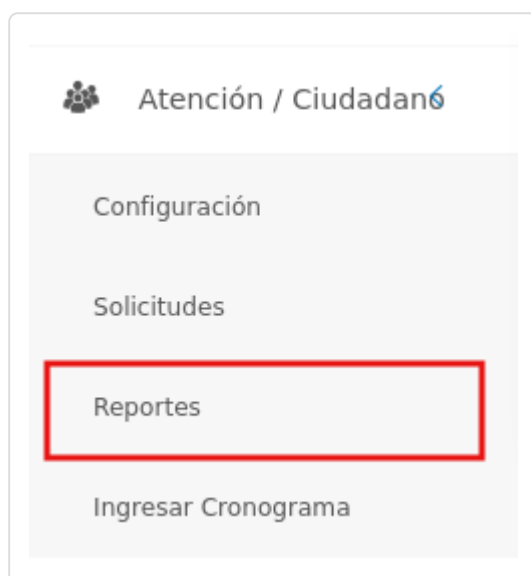 Atención / Ciudadano
Configuración
Solicitudes
Reportes
Ingresar Cronograma